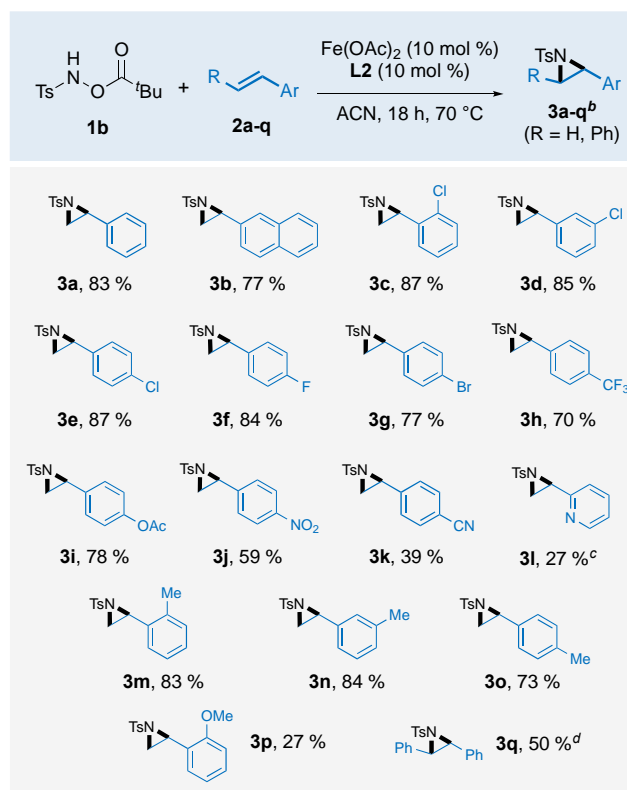 H
N
Ts
O
O
tBu
1b
+
R
Ar
2a-q
Fe(OAc)2 (10 mol %)
L2 (10 mol %)
ACN, 18 h, 70 °C
TsN
R
Ar
3a-qb
(R = H, Ph)
TsN
3a, 83 %
TsN
3b, 77 %
TsN
Cl
3c, 87 %
TsN
Cl
3d, 85 %
TsN
Cl
3e, 87 %
TsN
F
3f, 84 %
TsN
Br
3g, 77 %
TsN
CF3
3h, 70 %
TsN
OAc
3i, 78 %
TsN
NO2
3j, 59 %
TsN
CN
3k, 39 %
TsN
N
3l, 27 %c
TsN
Me
3m, 83 %
TsN
Me
3n, 84 %
TsN
Me
3o, 73 %
TsN
OMe
3p, 27 %
TsN
Ph
Ph
3q, 50 %d